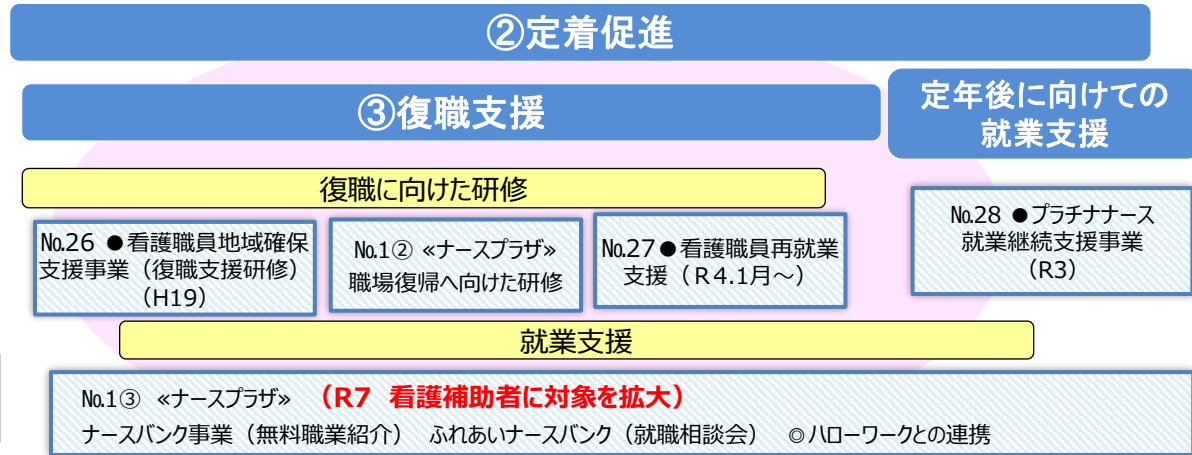 ②定着促進
③復職支援
定年後に向けての
就業支援
復職に向けた研修
№26 ●看護職員地域確保
支援事業（復職支援研修）
（H19）
№1② «ナースプラザ»
職場復帰へ向けた研修
№27●看護職員再就業
支援（R４.1月～）
№28 ●プラチナナース
就業継続支援事業
（R3）
就業支援
№1③ «ナースプラザ» （R7 看護補助者に対象を拡大）
ナースバンク事業（無料職業紹介） ふれあいナースバンク（就職相談会） ◎ハローワークとの連携